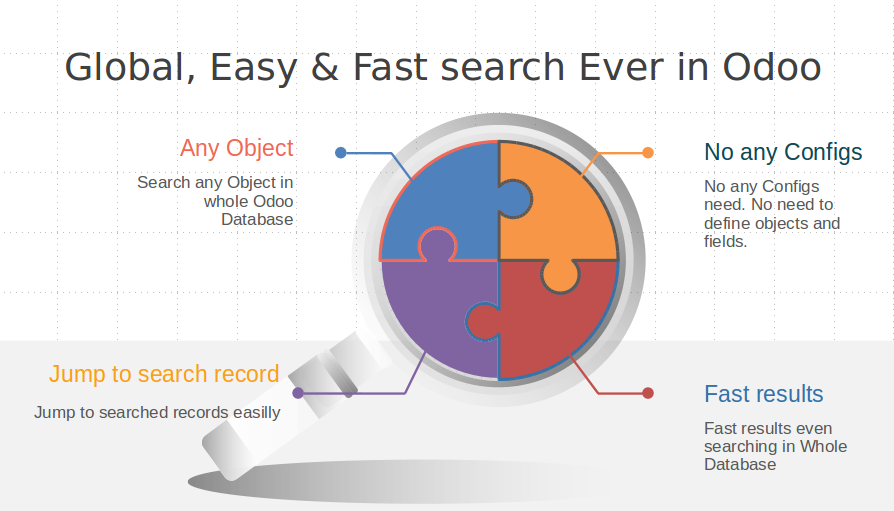 Global, Easy & Fast search Ever in Odoo
Any Object
Search any Object in
whole Odoo
Database
No any Configs
No any Configs
need. No need to
define objects and
fields.
Jump to search record
Jump to searched records easilly
Fast results
Fast results even
searching in Whole
Database